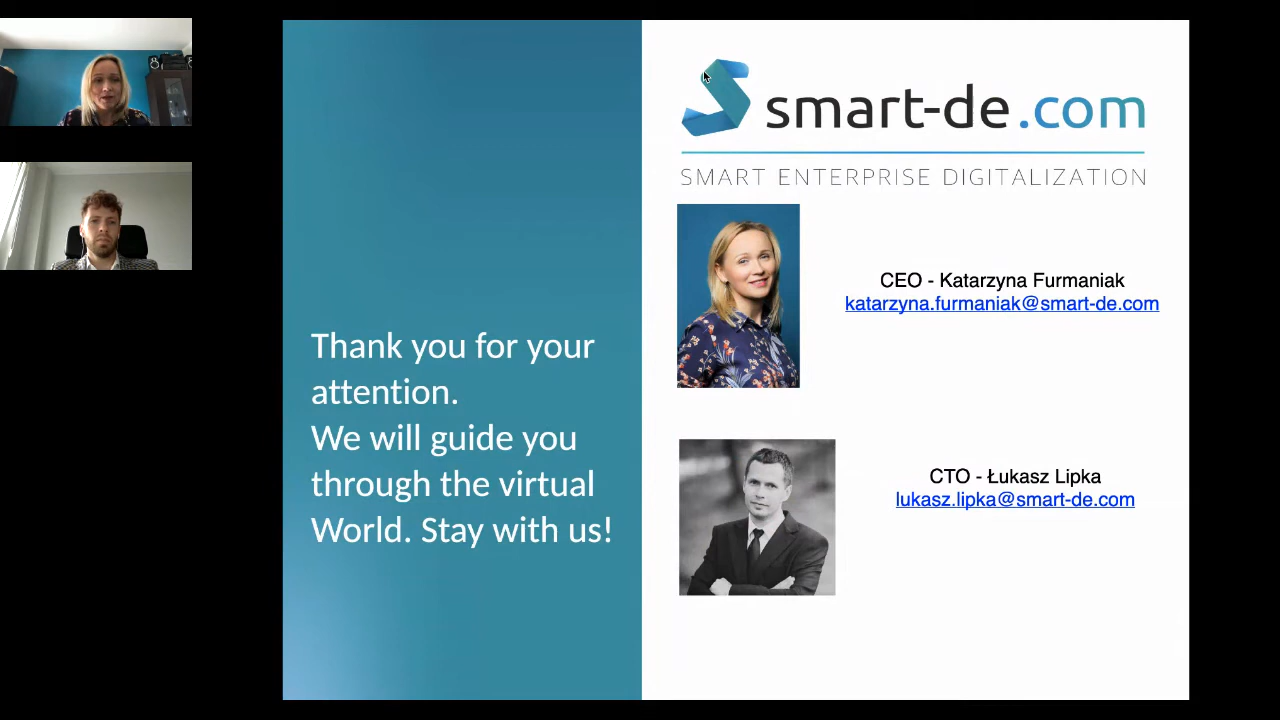 smart-de.com
SMART ENTERPRISE DIGITALIZATION
Thank you for your
attention.
We will guide you
through the virtual
World. Stay with us!
CEO - Katarzyna Furmaniak
katarzyna.furmaniak@smart-de.com
CTO - Łukasz Lipka
lukasz.lipka@smart-de.com